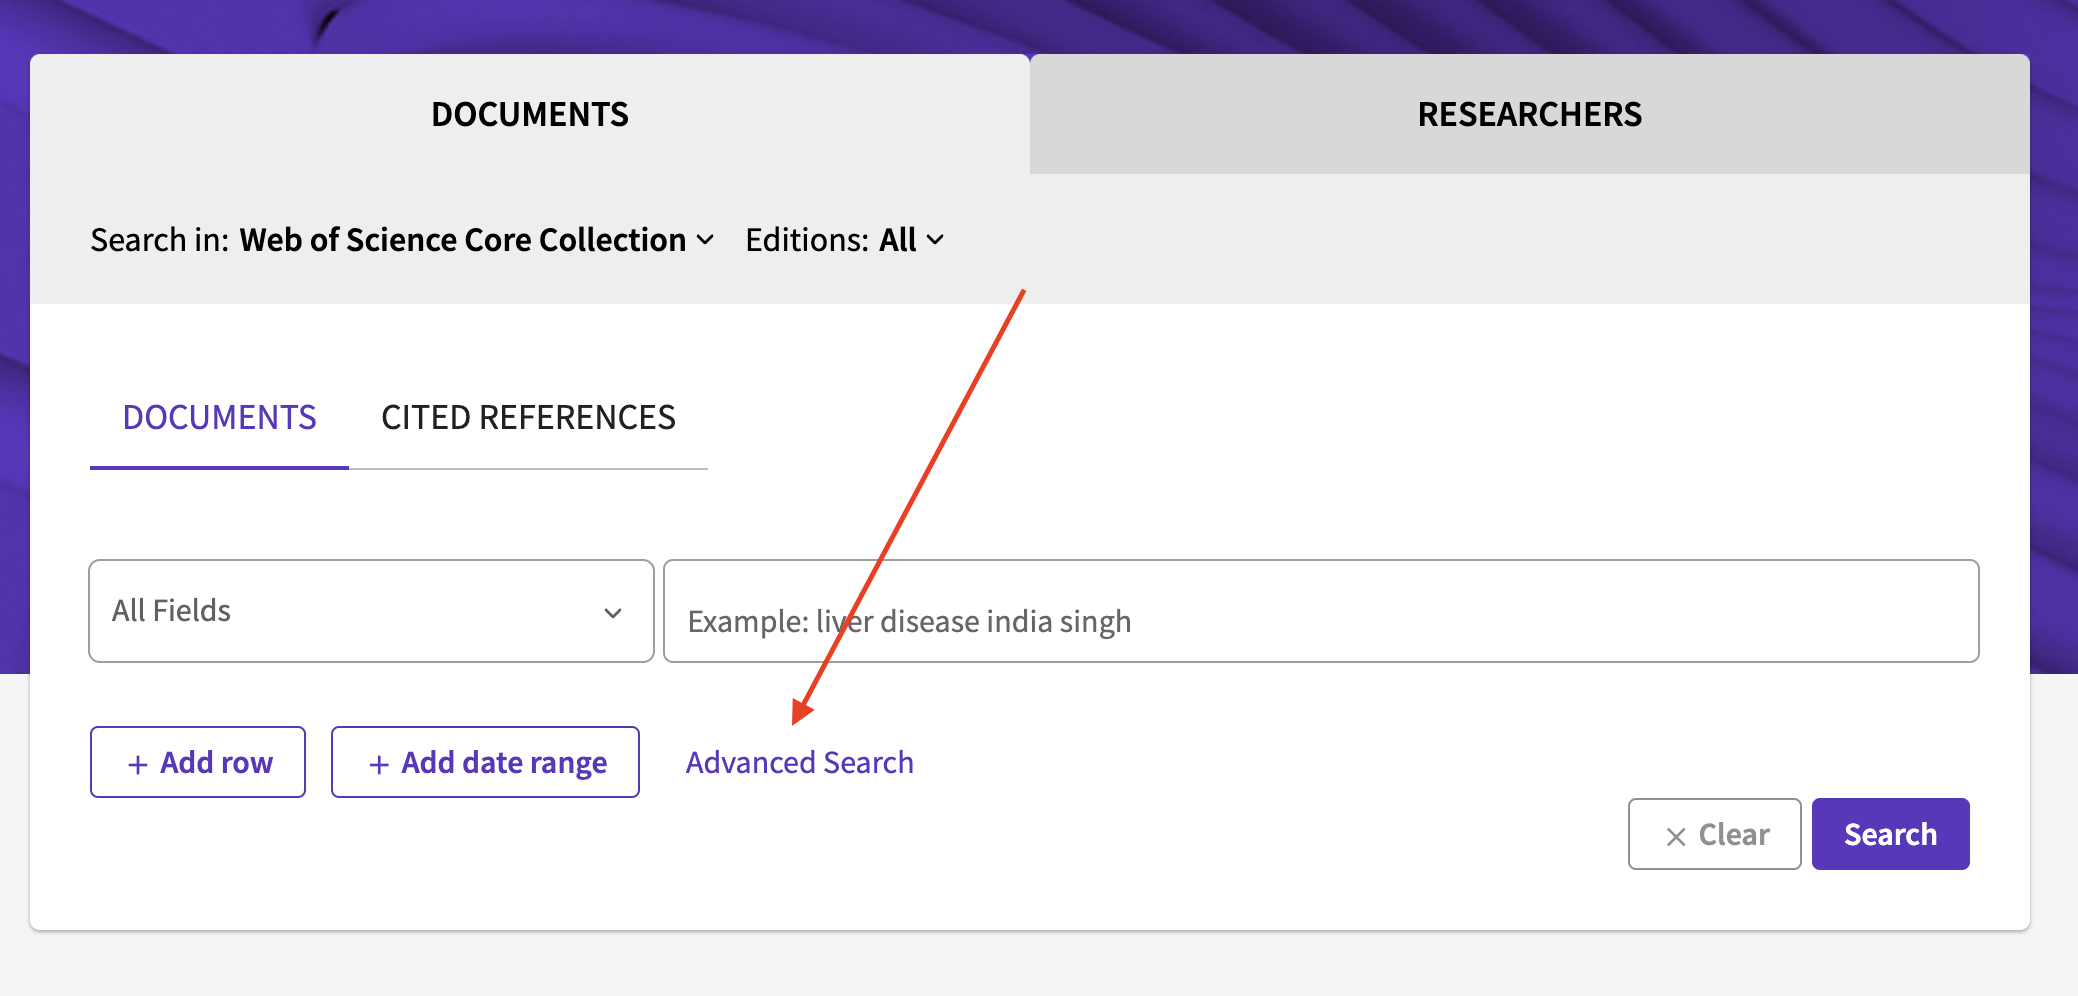 DOCUMENTS
RESEARCHERS
Search in: Web of Science Core Collection Editions: All
DOCUMENTS CITED REFERENCES
All Fields
Example: liver disease india singh
+ Add row + Add date range Advanced Search
× Clear Search